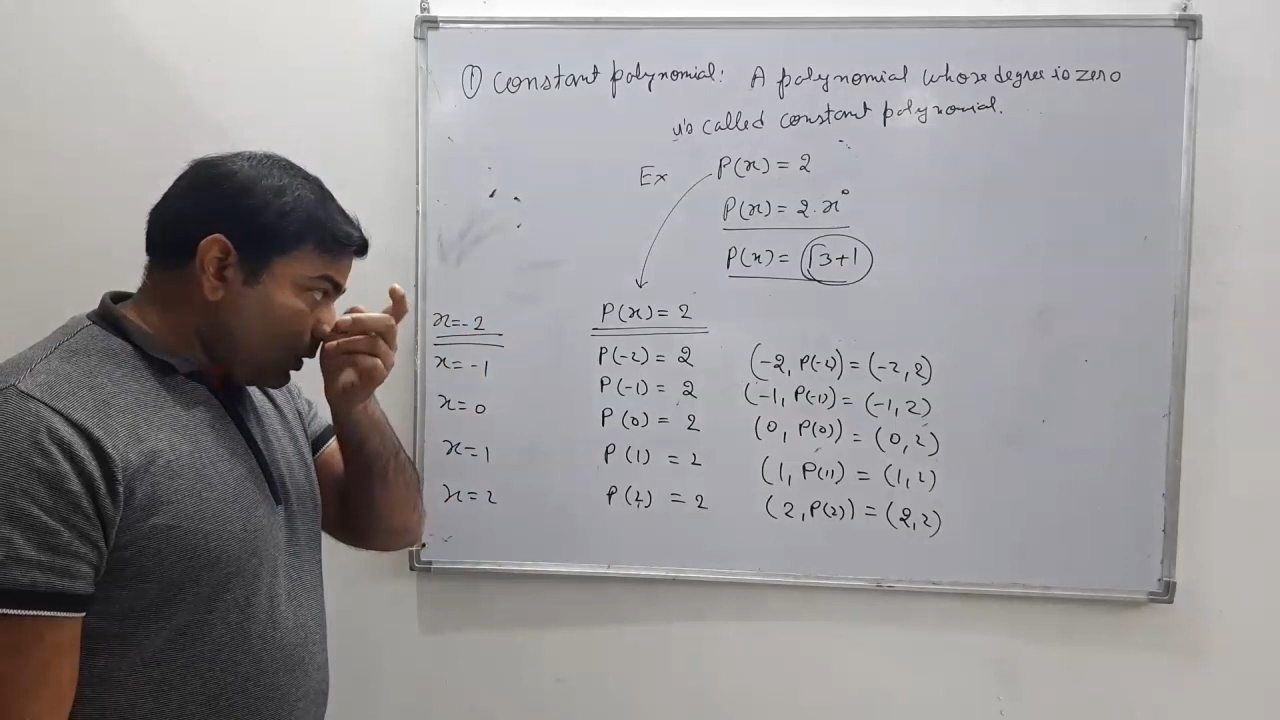 ① Constant polynomial: A polynomial whose degree is zero
is called constant polynomial.
Ex P(x) = 2
P(x) = 2.x⁰
P(x) = √3+1
x=-2 P(x) = 2
x=-1 P(-2) = 2 (-2, P(-2)) = (-2, 2)
P(-1) = 2 (-1, P(-1)) = (-1, 2)
x=0 P(0) = 2 (0, P(0)) = (0, 2)
x=1 P(1) = 2 (1, P(1)) = (1, 2)
x=2 P(2) = 2 (2, P(2)) = (2, 2)